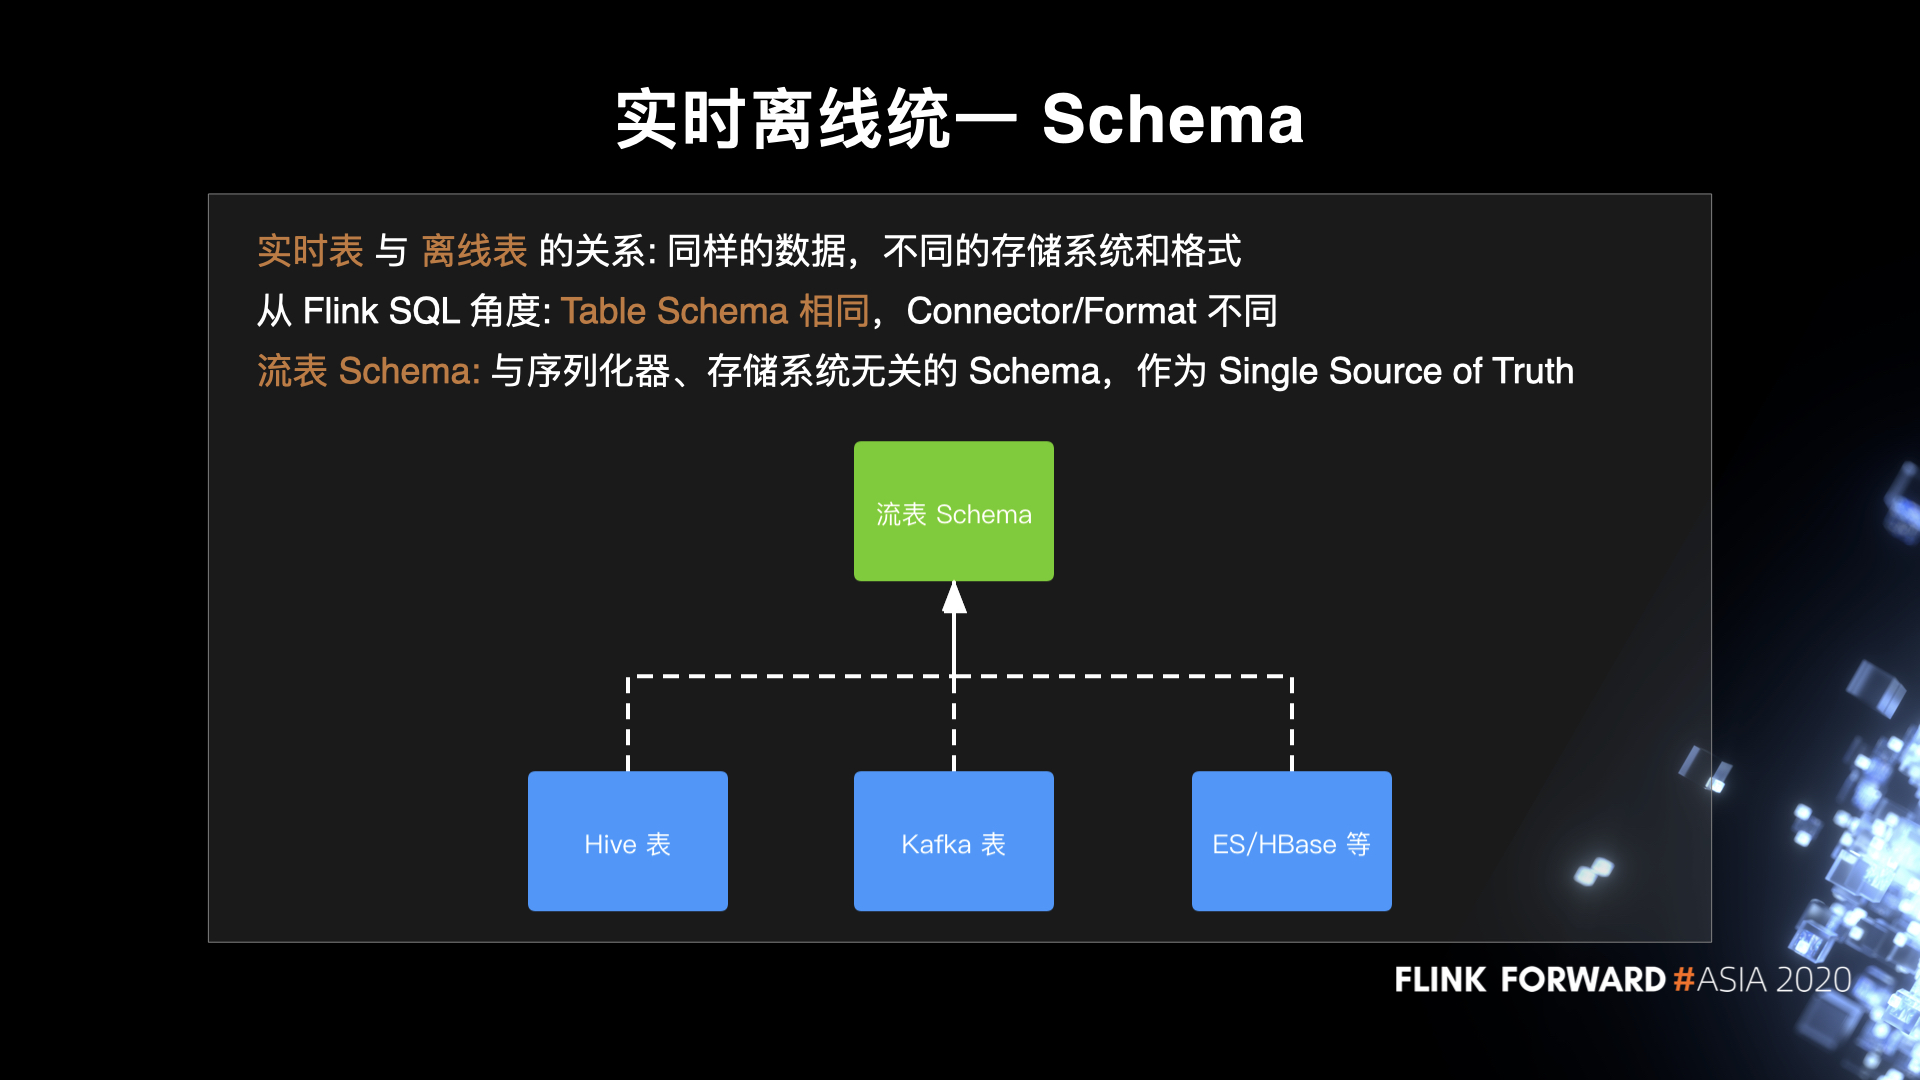 实时离线统一 Schema
实时表 与 离线表 的关系: 同样的数据，不同的存储系统和格式
从 Flink SQL 角度: Table Schema 相同，Connector/Format 不同
流表 Schema: 与序列化器、存储系统无关的 Schema，作为 Single Source of Truth
流表 Schema
Hive 表
Kafka 表
ES/HBase 等
FLINK FORWARD #ASIA 2020